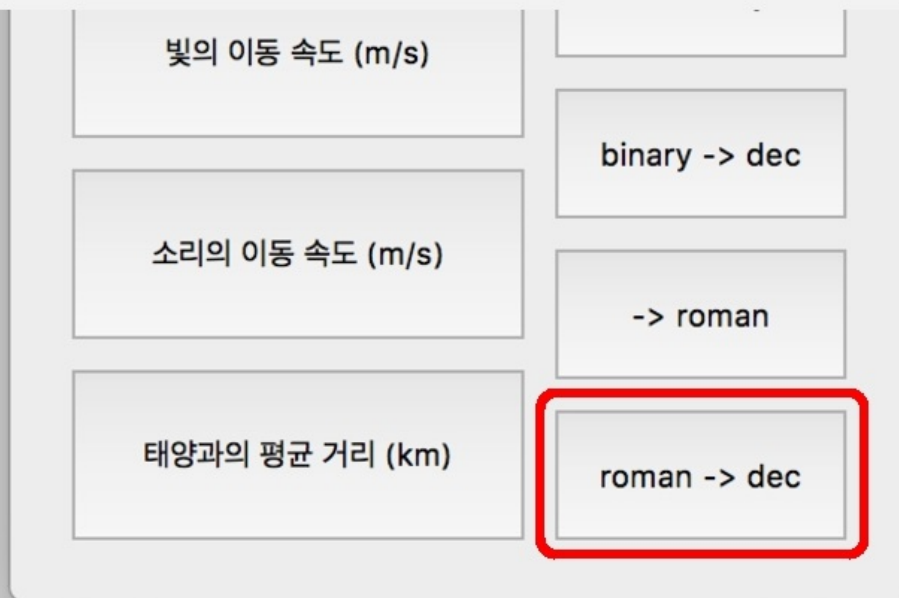 빛의 이동 속도 (m/s)
binary -> dec
소리의 이동 속도 (m/s)
-> roman
태양과의 평균 거리 (km)
roman -> dec